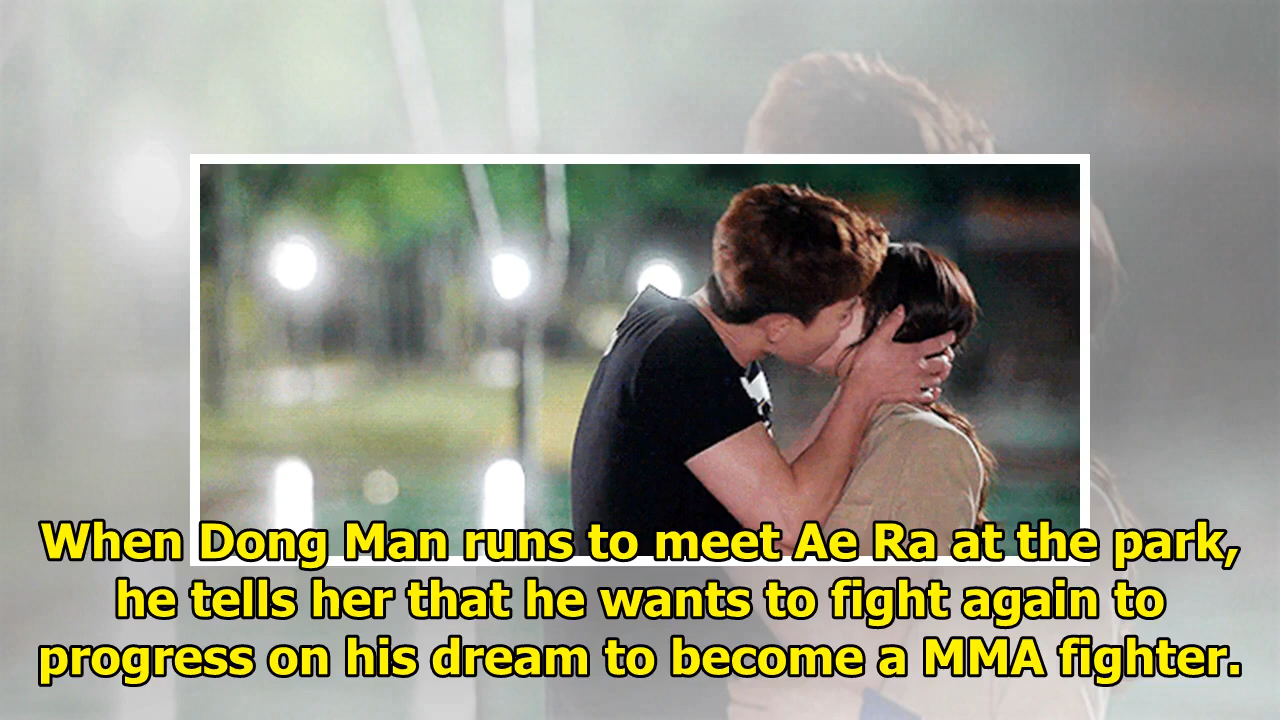 When Dong Man runs to meet Ae Ra at the park,
he tells her that he wants to fight again to
progress on his dream to become a MMA fighter.